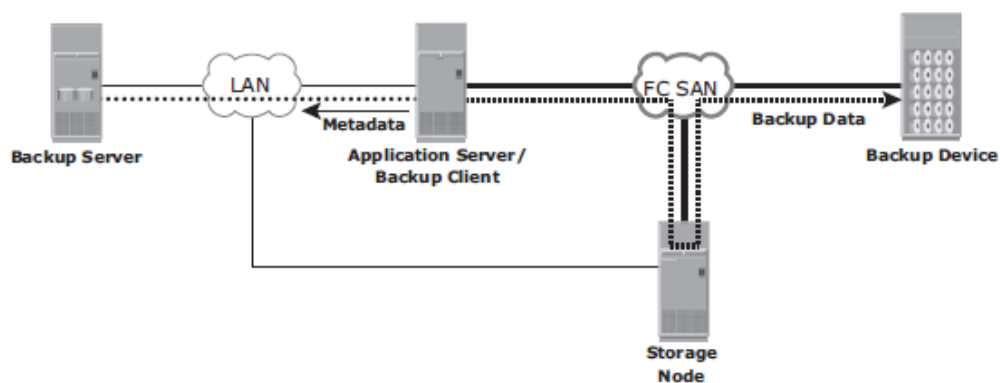 LAN
FC SAN
Metadata
Backup Data
Backup Server
Application Server/
Backup Client
Backup Device
Storage
Node